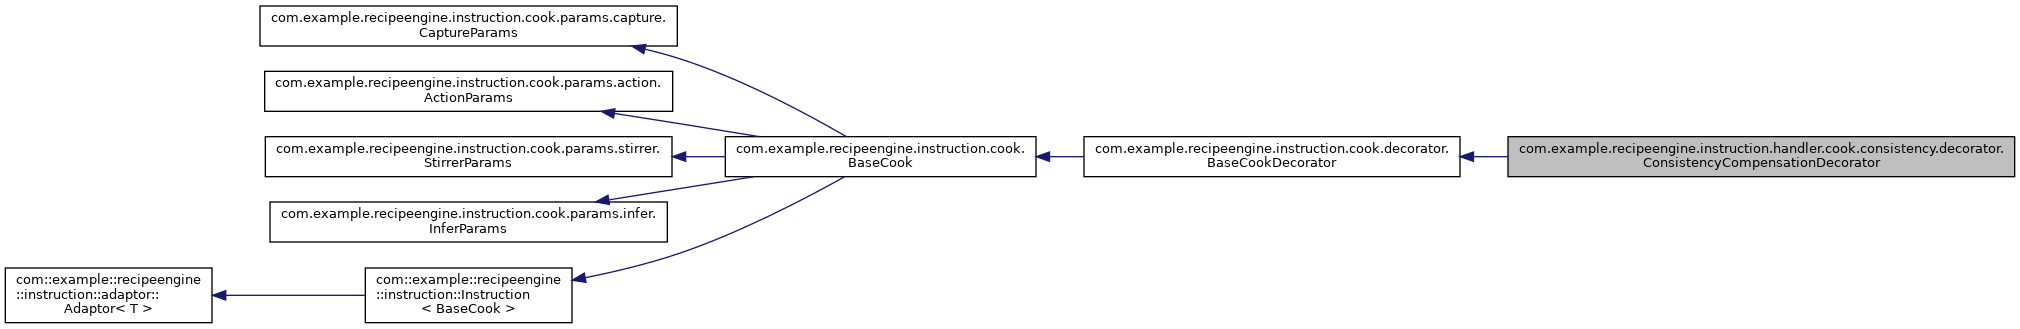 com.example.recipeengine.instruction.cook.params.capture.
CaptureParams
com.example.recipeengine.instruction.cook.params.action.
ActionParams
com.example.recipeengine.instruction.cook.params.stirrer.
StirrerParams
com.example.recipeengine.instruction.cook.
BaseCook
com.example.recipeengine.instruction.cook.decorator.
BaseCookDecorator
com.example.recipeengine.instruction.handler.cook.consistency.decorator.
ConsistencyCompensationDecorator
com.example.recipeengine.instruction.cook.params.infer.
InferParams
com::example::recipeengine
::instruction::adaptor::
Adaptor< T >
com::example::recipeengine
::instruction::Instruction
< BaseCook >